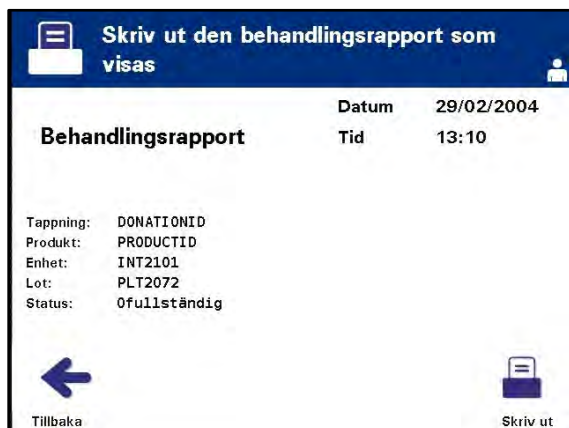 Skriv ut den behandlingsrapport som
visas
Datum 29/02/2004
Behandlingsrapport
Tid 13:10
Tappning: DONATIONID
Produkt: PRODUCTID
Enhet: INT2101
Lot: PLT2072
Status: Ofullständig
Tillbaka
Skriv ut